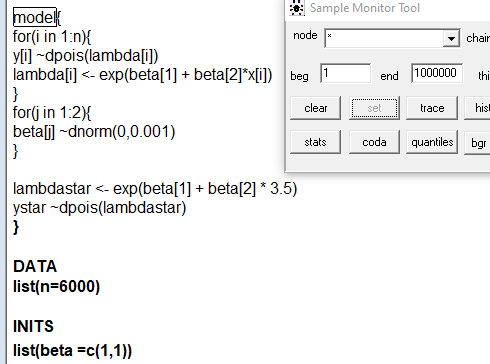 model{
for(i in 1:n){
y[i] ~dpois(lambda[i])
lambda[i] <- exp(beta[1] + beta[2]*x[i])
}
for(j in 1:2){
beta[j] ~dnorm(0,0.001)
}
lambdastar <- exp(beta[1] + beta[2] * 3.5)
ystar ~dpois(lambdastar)
}
DATA
list(n=6000)
INITS
list(beta =c(1,1))
Sample Monitor Tool
node * chain
beg 1 end 1000000 thi
clear set trace hist
stats coda quantiles bgr